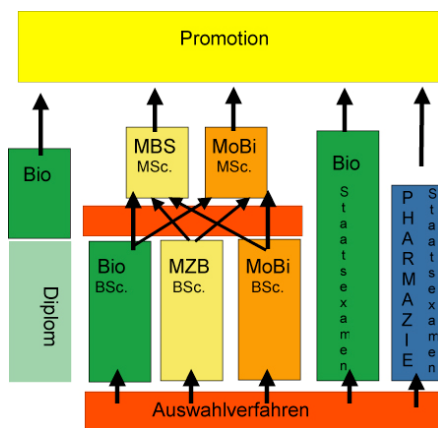 Promotion
MBS
MSc.
MoBi
MSc.
Bio
Bio
Staatsexamen
PHARMAZIE
Staatsexamen
Diplom
Bio
BSc.
MZB
BSc.
MoBi
BSc.
Auswahlverfahren